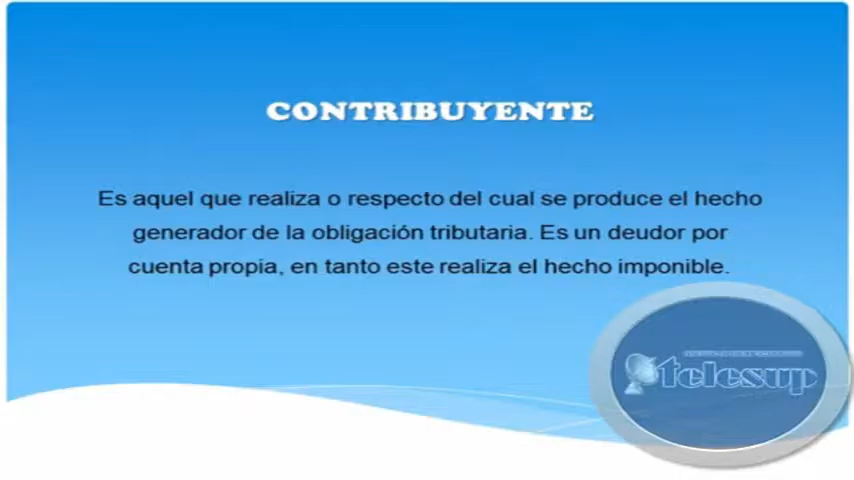 CONTRIBUYENTE
Es aquel que realiza o respecto del cual se produce el hecho
generador de la obligación tributaria. Es un deudor por
cuenta propia, en tanto este realiza el hecho imponible.
telesup